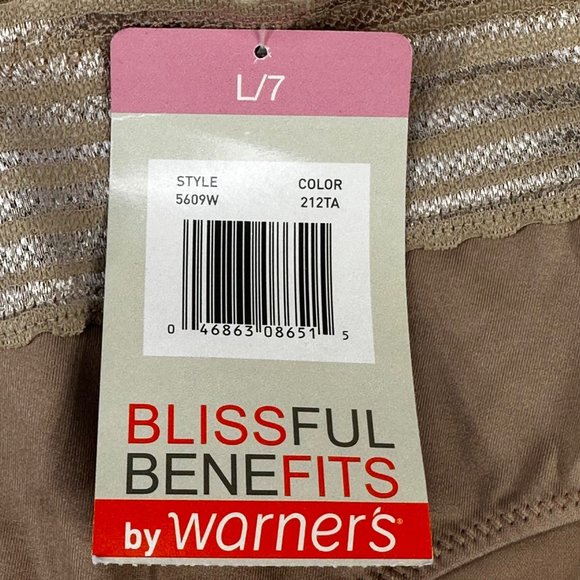 L/7
STYLE COLOR
5609W 212TA
0 46863 08651 5
BLISSFUL
BENEFITS
by warner's®